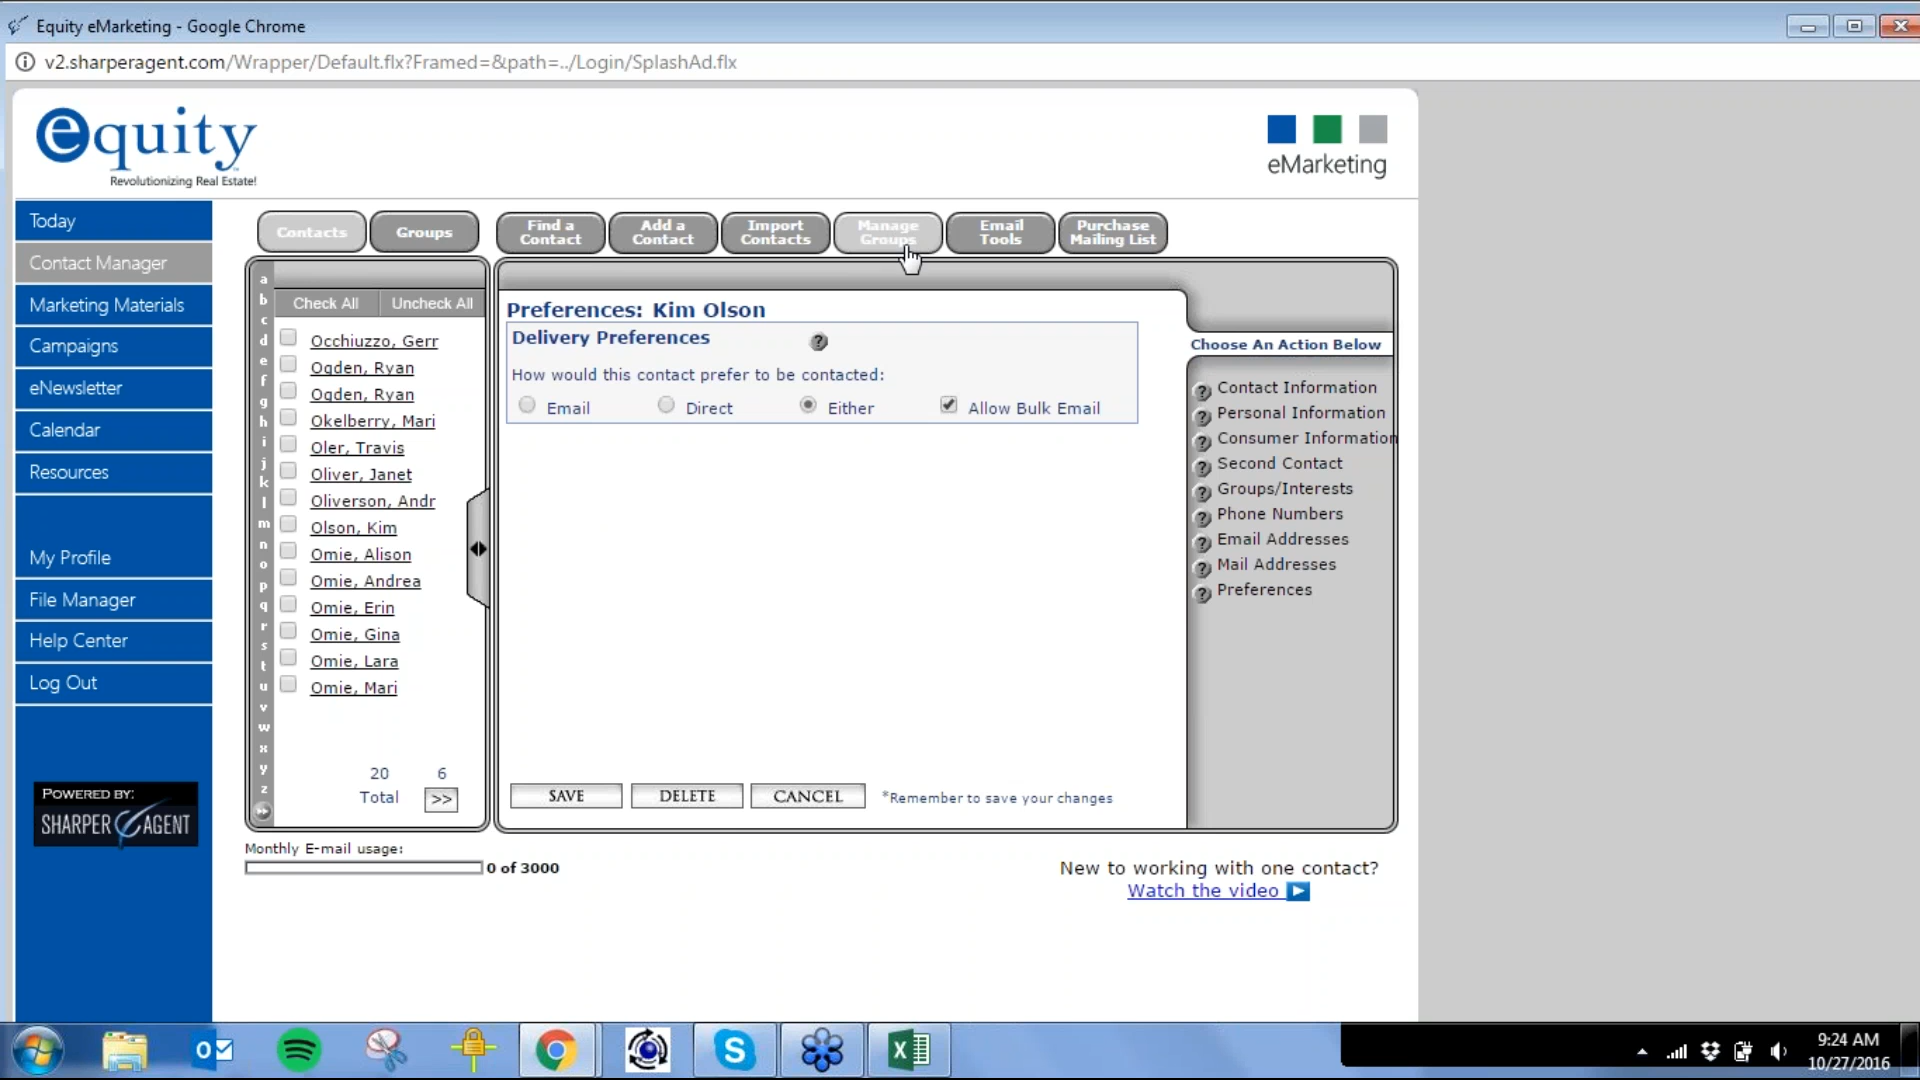 Equity eMarketing - Google Chrome
v2.sharperagent.com/Wrapper/Default.flx?Framed=&path=../Login/SplashAd.flx
equity
Revolutionizing Real Estate!
eMarketing
Today
Contact Manager
Marketing Materials
Campaigns
eNewsletter
Calendar
Resources
My Profile
File Manager
Help Center
Log Out
POWERED BY:
SHARPER AGENT
Contacts
Groups
Find a
Contact
Add a
Contact
Import
Contacts
Manage
Groups
Email
Tools
Purchase
Mailing List
a
b
c
d
e
f
g
h
i
j
k
l
m
n
o
p
q
r
s
t
u
v
w
x
y
z
Check All
Uncheck All
Occhiuzzo, Gerr
Ogden, Ryan
Ogden, Ryan
Okelberry, Mari
Oler, Travis
Oliver, Janet
Oliverson, Andr
Olson, Kim
Omie, Alison
Omie, Andrea
Omie, Erin
Omie, Gina
Omie, Lara
Omie, Mari
20 6
Total >>
Preferences: Kim Olson
Delivery Preferences ?
How would this contact prefer to be contacted:
Email Direct Either Allow Bulk Email
SAVE DELETE CANCEL *Remember to save your changes
Choose An Action Below
? Contact Information
? Personal Information
? Consumer Information
? Second Contact
? Groups/Interests
? Phone Numbers
? Email Addresses
? Mail Addresses
? Preferences
Monthly E-mail usage:
0 of 3000
New to working with one contact?
Watch the video
9:24 AM
10/27/2016